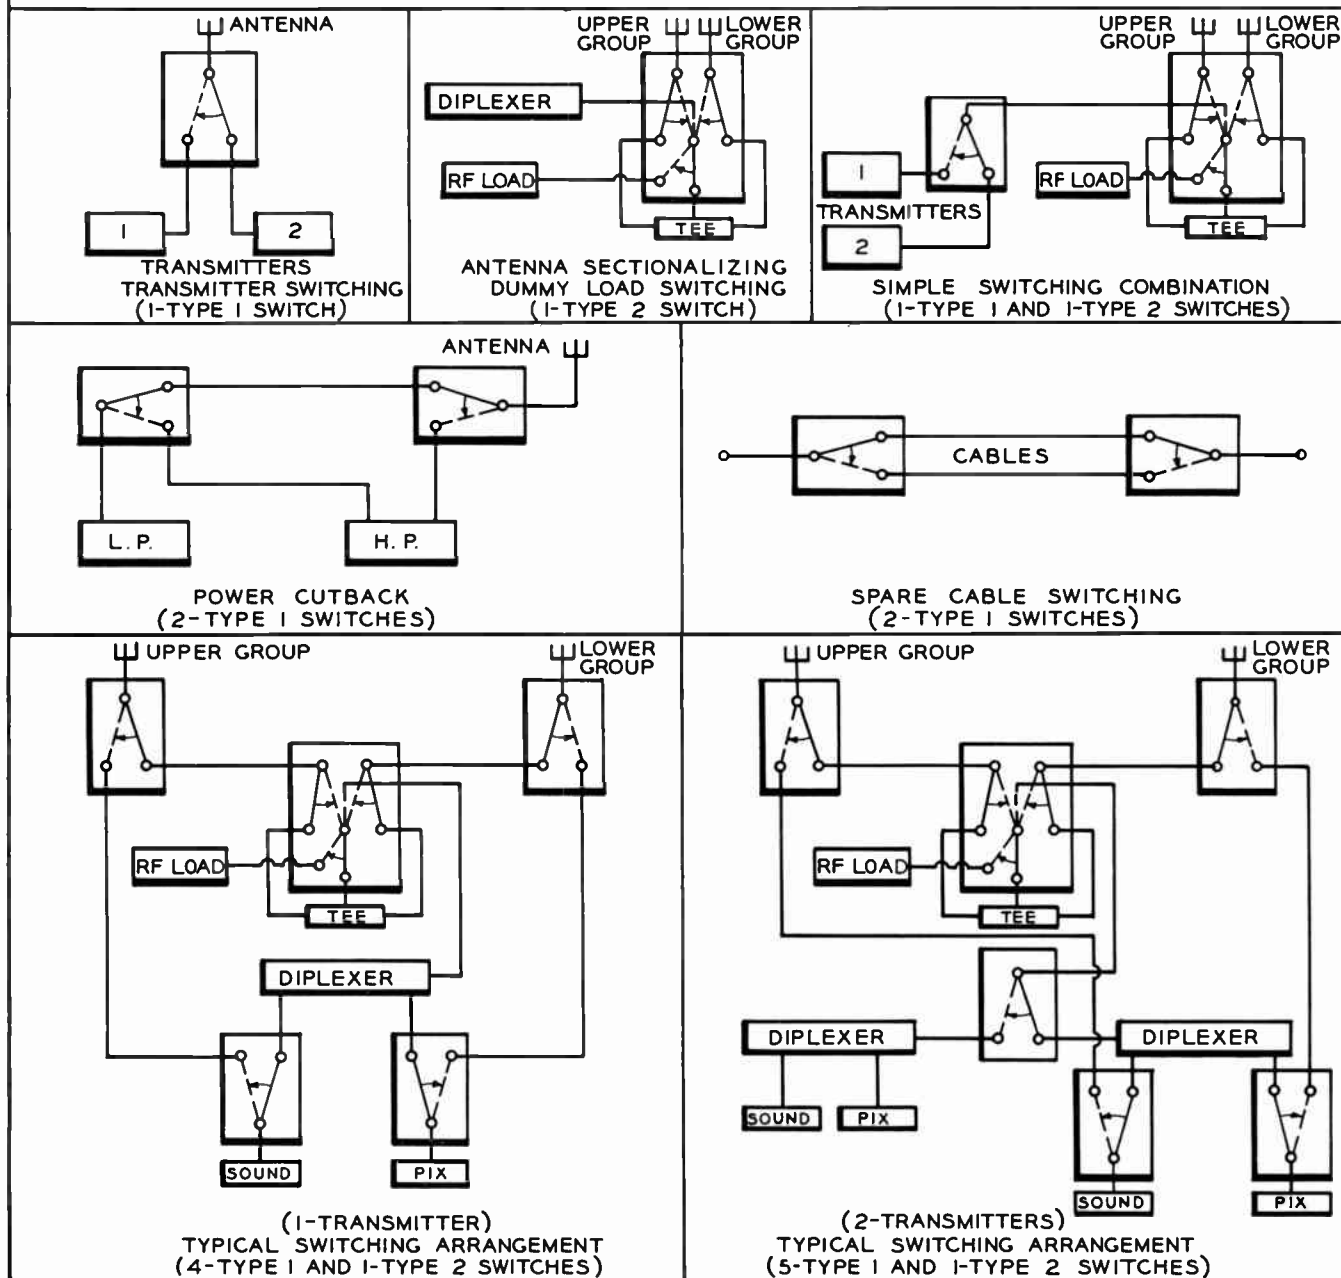 ANTENNA
1
2
TRANSMITTERS
TRANSMITTER SWITCHING
(1-TYPE 1 SWITCH)
UPPER GROUP
LOWER GROUP
DIPLEXER
RF LOAD
TEE
ANTENNA SECTIONALIZING
DUMMY LOAD SWITCHING
(1-TYPE 2 SWITCH)
UPPER GROUP
LOWER GROUP
1
TRANSMITTERS
2
RF LOAD
TEE
SIMPLE SWITCHING COMBINATION
(1-TYPE 1 AND 1-TYPE 2 SWITCHES)
ANTENNA
L. P.
H. P.
POWER CUTBACK
(2-TYPE 1 SWITCHES)
CABLES
SPARE CABLE SWITCHING
(2-TYPE 1 SWITCHES)
UPPER GROUP
LOWER GROUP
RF LOAD
TEE
DIPLEXER
SOUND
PIX
(1-TRANSMITTER)
TYPICAL SWITCHING ARRANGEMENT
(4-TYPE 1 AND 1-TYPE 2 SWITCHES)
UPPER GROUP
LOWER GROUP
RF LOAD
TEE
DIPLEXER
DIPLEXER
SOUND
PIX
SOUND
PIX
(2-TRANSMITTERS)
TYPICAL SWITCHING ARRANGEMENT
(5-TYPE 1 AND 1-TYPE 2 SWITCHES)